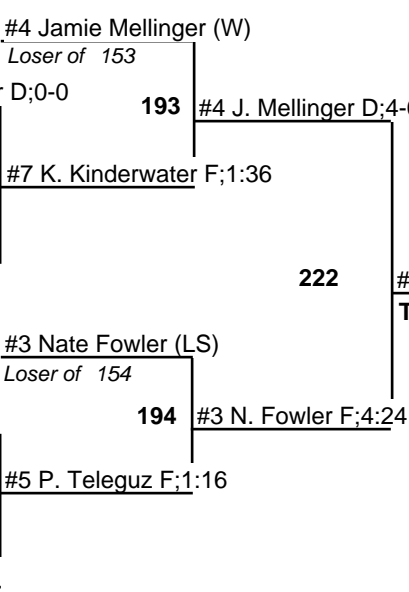 #4 Jamie Mellinger (W)
Loser of 153
D;0-0
193
#4 J. Mellinger D;4-
#7 K. Kinderwater F;1:36
222
#
T
#3 Nate Fowler (LS)
Loser of 154
194
#3 N. Fowler F;4:24
#5 P. Teleguz F;1:16